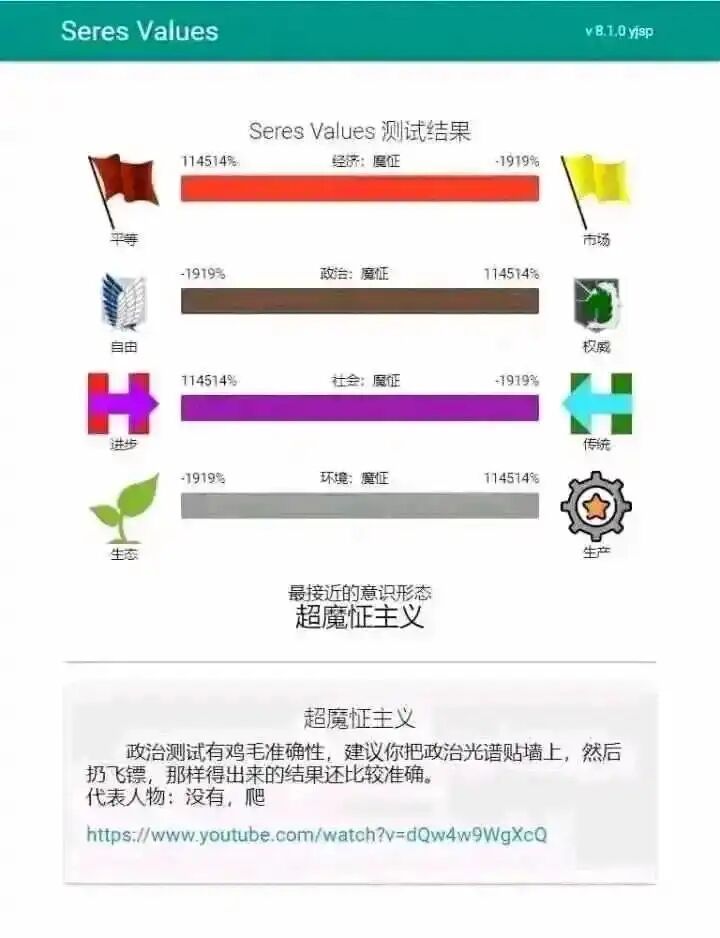 Seres Values
v 8.1.0 yjsp
Seres Values 测试结果
114514% 经济：魔怔 -1919%
平等 市场
-1919% 政治：魔怔 114514%
自由 权威
114514% 社会：魔怔 -1919%
进步 传统
-1919% 环境：魔怔 114514%
生态 生产
最接近的意识形态
超魔怔主义
超魔怔主义
政治测试有鸡毛准确性，建议你把政治光谱贴墙上，然后
扔飞镖，那样得出来的结果还比较准确。
代表人物：没有，爬
https://www.youtube.com/watch?v=dQw4w9WgXcQ